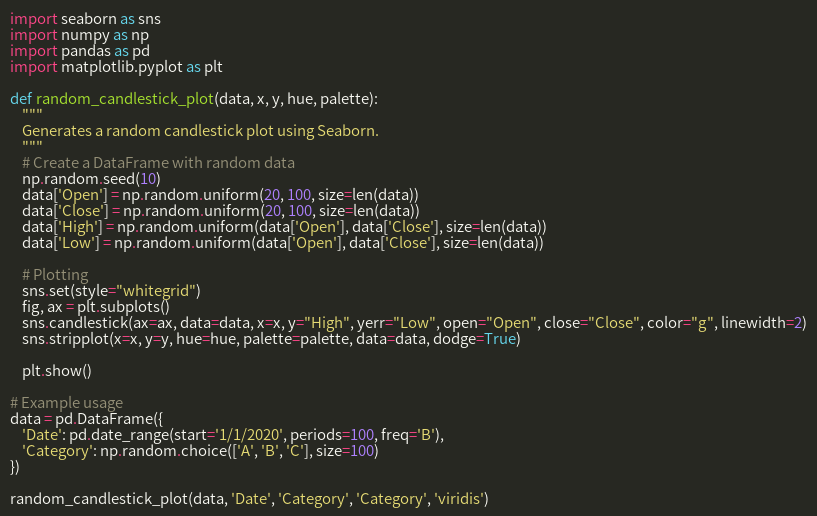 import seaborn as sns
import numpy as np
import pandas as pd
import matplotlib.pyplot as plt

def random_candlestick_plot(data, x, y, hue, palette):
    """
    Generates a random candlestick plot using Seaborn.
    """
    # Create a DataFrame with random data
    np.random.seed(10)
    data['Open'] = np.random.uniform(20, 100, size=len(data))
    data['Close'] = np.random.uniform(20, 100, size=len(data))
    data['High'] = np.random.uniform(data['Open'], data['Close'], size=len(data))
    data['Low'] = np.random.uniform(data['Open'], data['Close'], size=len(data))

    # Plotting
    sns.set(style="whitegrid")
    fig, ax = plt.subplots()
    sns.candlestick(ax=ax, data=data, x=x, y="High", yerr="Low", open="Open", close="Close", color="g", linewidth=2)
    sns.stripplot(x=x, y=y, hue=hue, palette=palette, data=data, dodge=True)

    plt.show()

# Example usage
data = pd.DataFrame({
    'Date': pd.date_range(start='1/1/2020', periods=100, freq='B'),
    'Category': np.random.choice(['A', 'B', 'C'], size=100)
})

random_candlestick_plot(data, 'Date', 'Category', 'Category', 'viridis')